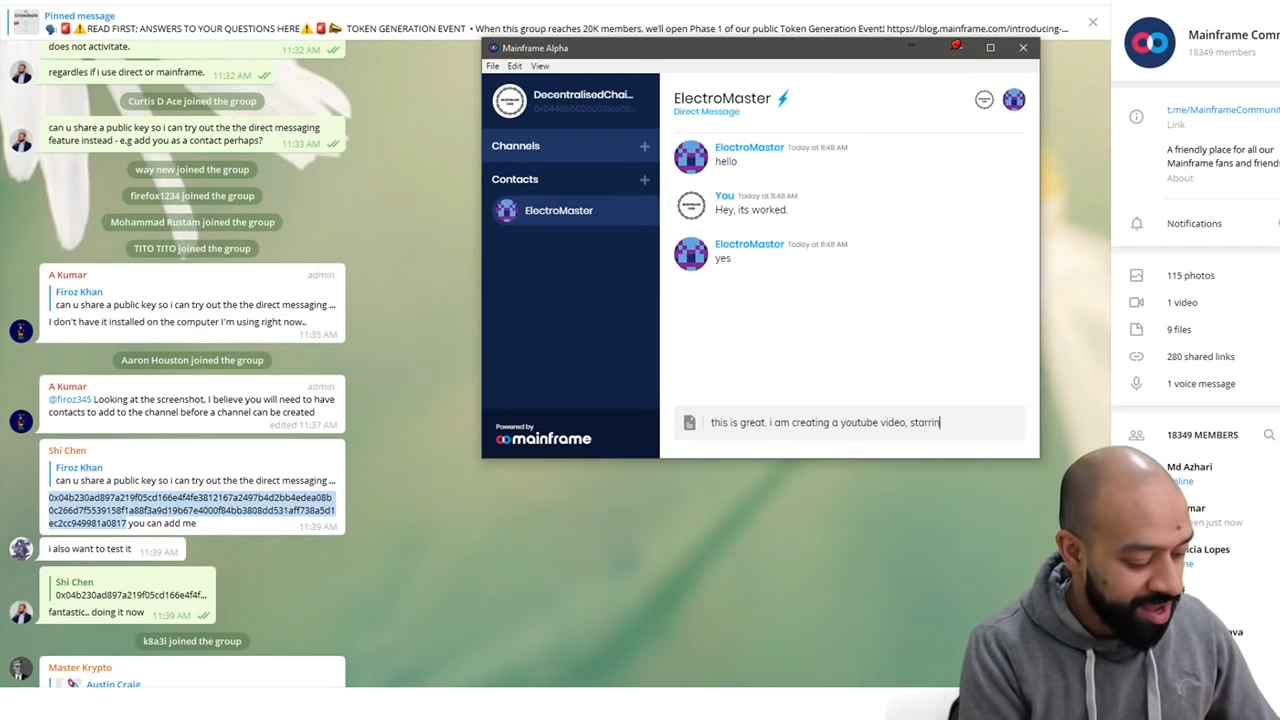 Pinned message
READ FIRST; ANSWERS TO YOUR QUESTIONS HERE TOKEN GENERATION EVENT • When this group reaches 20K members, we'll open Phase 1 of our public Token Generation Event! https://blog.mainframe.com/introducing-...
does not activitate.
11:32 AM
regardles if i use direct or mainframe.
11:32 AM
Curtis D Ace joined the group
can u share a public key so i can try out the the direct messaging
feature instead - e.g add you as a contact perhaps?
11:33 AM
way new joined the group
firefox1234 joined the group
Mohammad Rustam joined the group
TITO TITO joined the group
A Kumar admin
Firoz Khan
can u share a public key so i can try out the the direct messaging ...
I don't have it installed on the computer I'm using right now..
11:35 AM
Aaron Houston joined the group
A Kumar admin
@firoz345 Looking at the screenshot, I believe you will need to have
contacts to add to the channel before a channel can be created
edited 11:37 AM
Shi Chen
Firoz Khan
can u share a public key so i can try out the the direct messaging ...
0x04b230ad897a219f05cd166e4f4fe3812167a2497b4d2bb4edea08b
0c266d7f5539158f1a88f3a9d19b67e4000f84bb3808dd531aff738a5d1
ec2cc949981a0817 you can add me
11:39 AM
i also want to test it 11:39 AM
Shi Chen
0x04b230ad897a219f05cd166e4f4f...
fantastic.. doing it now 11:39 AM
k8a3i joined the group
Master Krypto
Austin Craig
Mainframe Alpha
File Edit View
DecentralisedChai...
Channels +
Contacts +
ElectroMaster
Powered by
mainframe
ElectroMaster
Direct Message
ElectroMaster Today at 11:48 AM
hello
You Today at 11:48 AM
Hey, its worked.
ElectroMaster Today at 11:48 AM
yes
this is great. i am creating a youtube video, starrin
Mainframe Com
18349 members
t.me/MainframeCommunit
Link
A friendly place for all our
Mainframe fans and friends
About
Notifications
115 photos
1 video
9 files
280 shared links
1 voice message
18349 MEMBERS
Md Azhari
nline
mar
een just now
icia Lopes
ne
ava